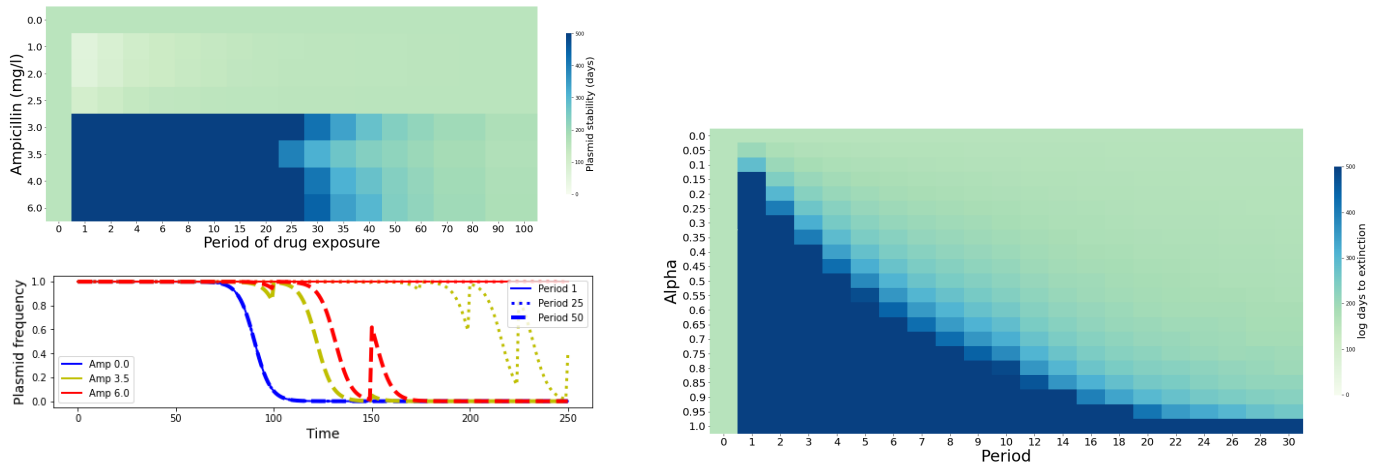 Ampicillin (mg/l)
0.0
1.0
2.0
2.5
3.0
3.5
4.0
6.0
0 1 2 4 6 8 10 15 20 25 30 35 40 50 60 70 80 90 100
Period of drug exposure
500
400
300
200
100
0
Plasmid stability (days)
Plasmid frequency
1.0
0.8
0.6
0.4
0.2
0.0
Period 1
Period 25
Period 50
Amp 0.0
Amp 3.5
Amp 6.0
0 50 100 150 200 250
Time
Alpha
0.0
0.05
0.1
0.15
0.2
0.25
0.3
0.35
0.4
0.45
0.5
0.55
0.6
0.65
0.7
0.75
0.8
0.85
0.9
0.95
1.0
0 1 2 3 4 5 6 7 8 9 10 12 14 16 18 20 22 24 26 28 30
Period
500
400
300
200
100
0
log days to extinction